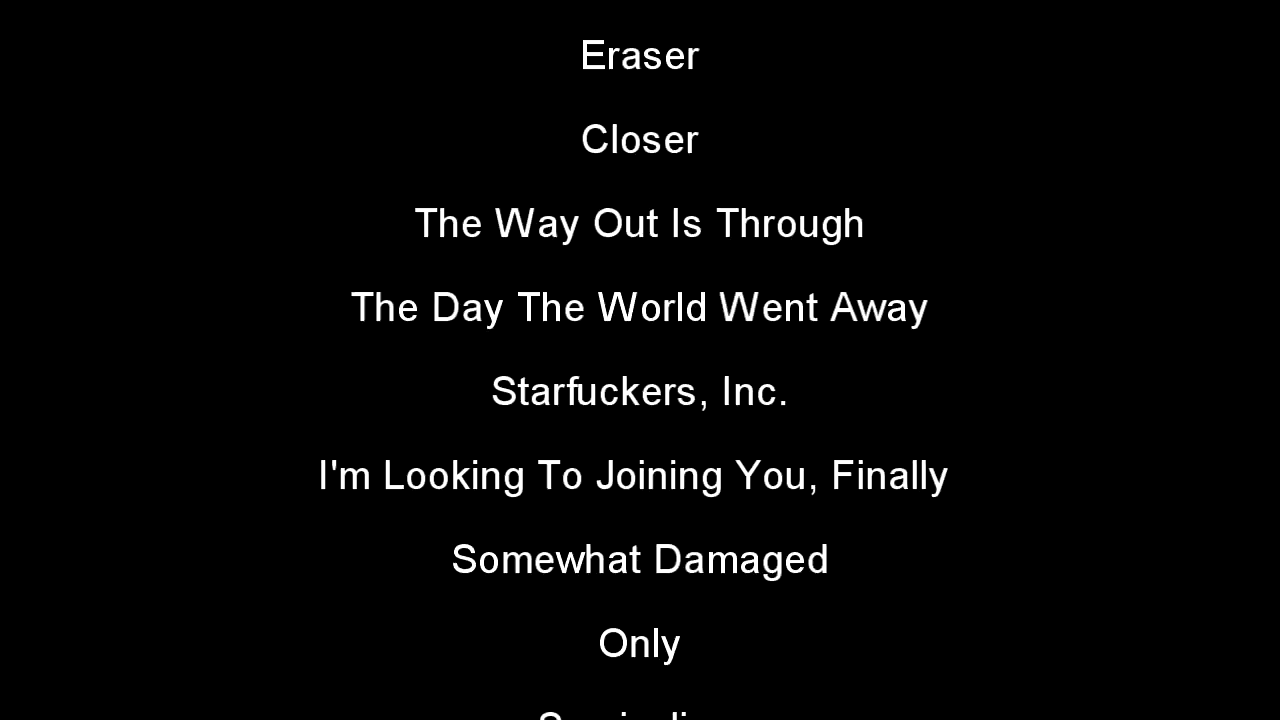 Eraser
Closer
The Way Out Is Through
The Day The World Went Away
Starfuckers, Inc.
I'm Looking To Joining You, Finally
Somewhat Damaged
Only